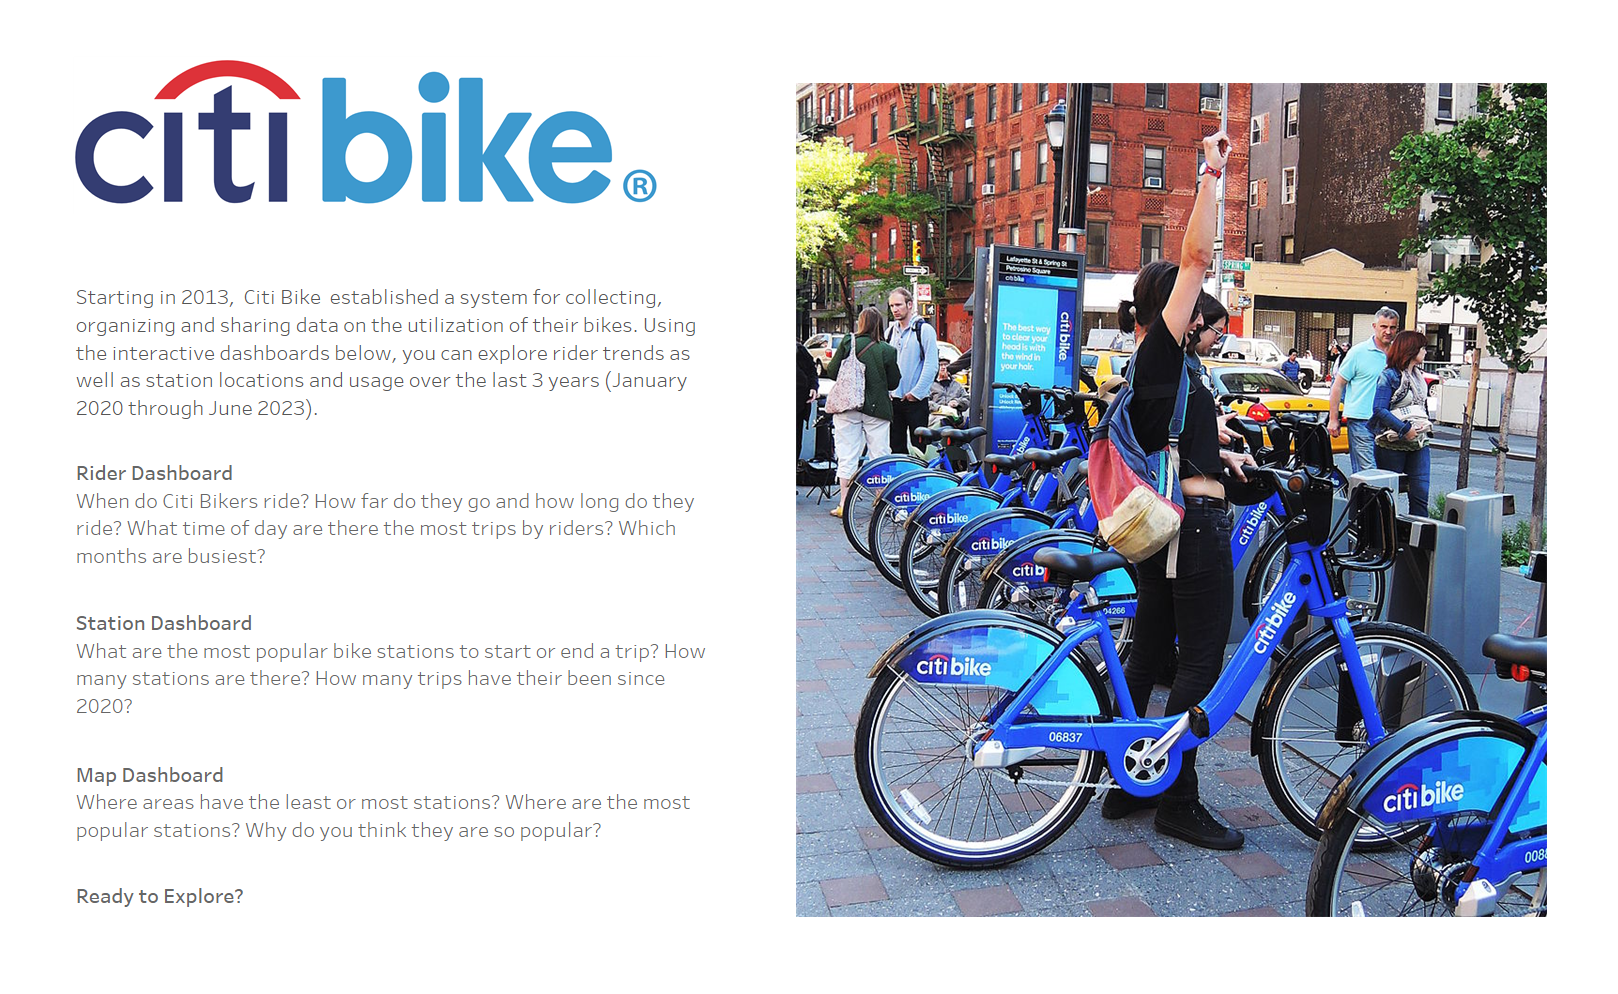 citi bike®
Starting in 2013,  Citi Bike  established a system for collecting,
organizing and sharing data on the utilization of their bikes. Using
the interactive dashboards below, you can explore rider trends as
well as station locations and usage over the last 3 years (January
2020 through June 2023).
Rider Dashboard
When do Citi Bikers ride? How far do they go and how long do they
ride? What time of day are there the most trips by riders? Which
months are busiest?
Station Dashboard
What are the most popular bike stations to start or end a trip? How
many stations are there? How many trips have their been since
2020?
Map Dashboard
Where areas have the least or most stations? Where are the most
popular stations? Why do you think they are so popular?
Ready to Explore?
Lafayette St & Spring St
Petrosino Square
citi bike
SPRING ST
The best way
to clear your
head is with
the wind in
your hair.
citi bike
citi bike
citi bike
citi bike
citi bike
citi b
citi bike
04266
citi bike
citi bike
06837
citi bike
008